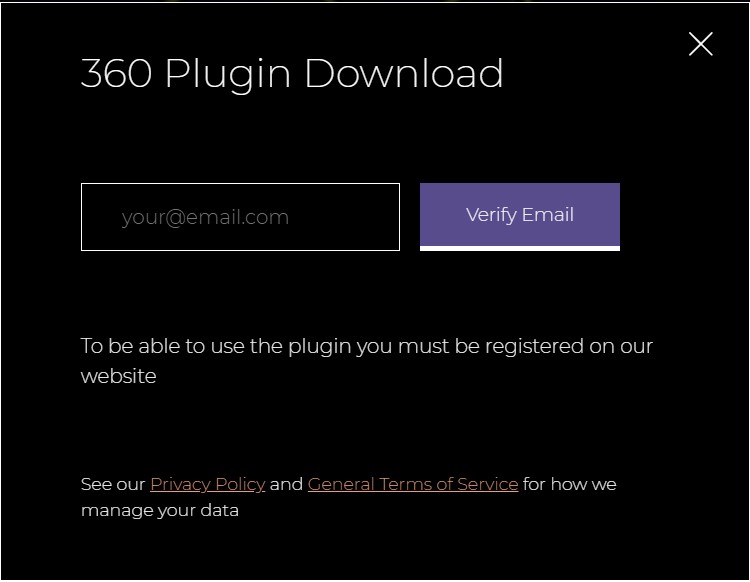 360 Plugin Download
your@email.com
Verify Email
To be able to use the plugin you must be registered on our
website
See our Privacy Policy and General Terms of Service for how we
manage your data